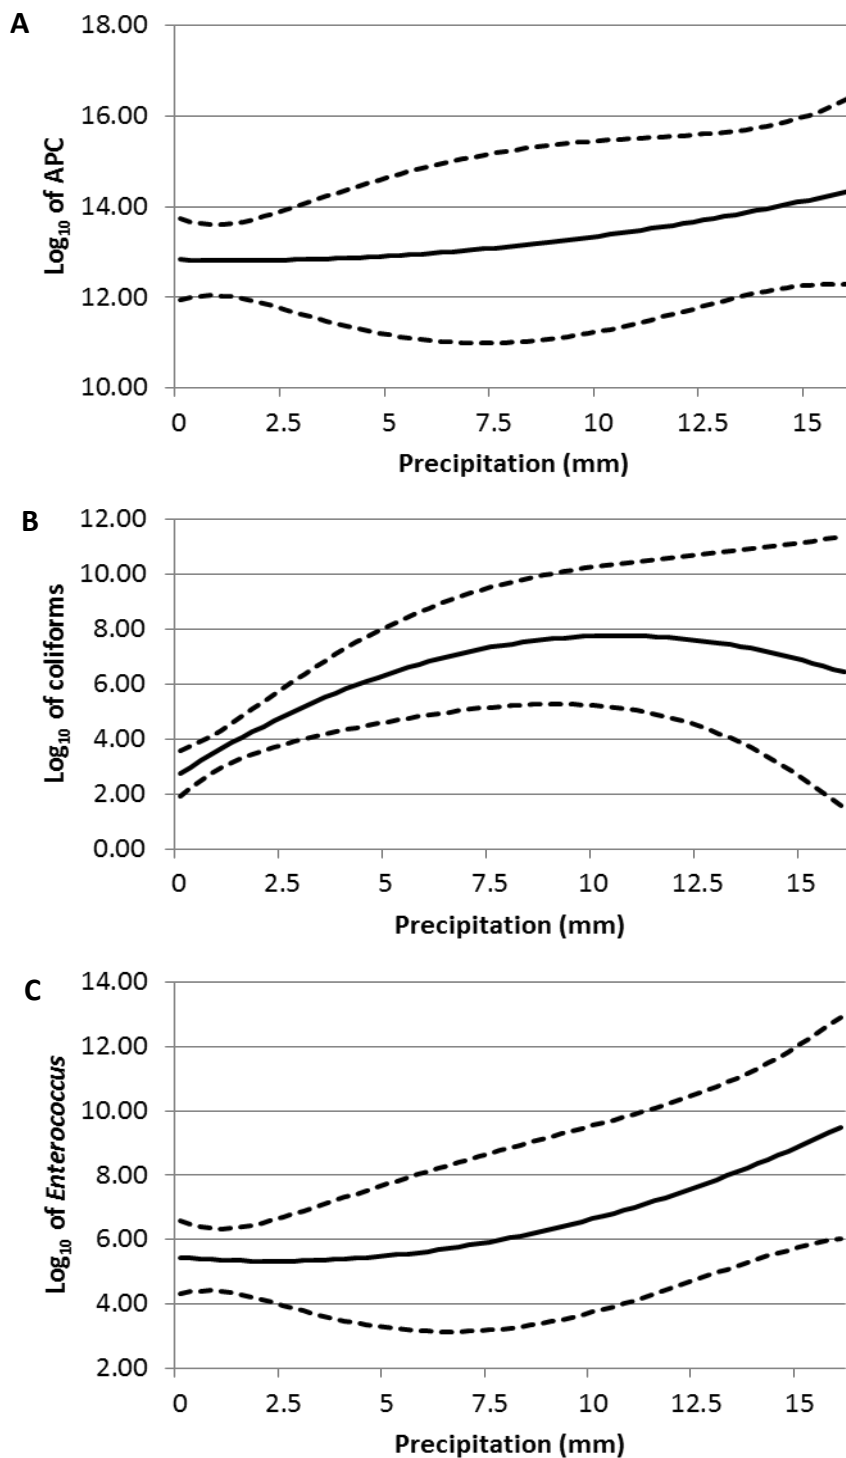 A
18.00
16.00
14.00
12.00
10.00
Log₁₀ of APC
0 2.5 5 7.5 10 12.5 15
Precipitation (mm)
B
12.00
10.00
8.00
6.00
4.00
2.00
0.00
Log₁₀ of coliforms
0 2.5 5 7.5 10 12.5 15
Precipitation (mm)
C
14.00
12.00
10.00
8.00
6.00
4.00
2.00
Log₁₀ of Enterococcus
0 2.5 5 7.5 10 12.5 15
Precipitation (mm)